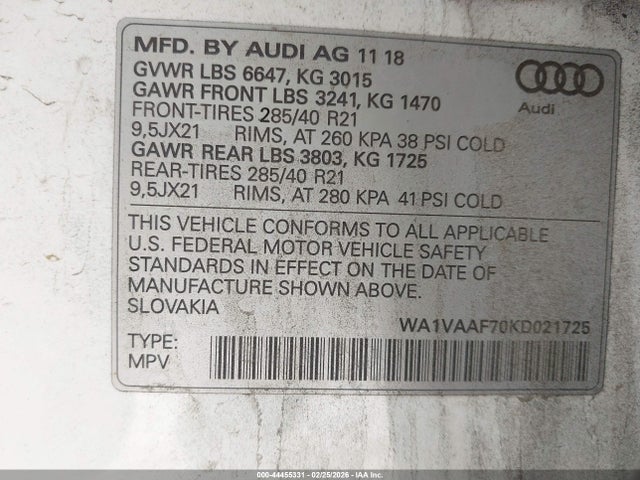 MFD. BY AUDI AG 11 18
GVWR LBS 6647, KG 3015
GAWR FRONT LBS 3241, KG 1470
FRONT-TIRES 285/40 R21
9,5JX21 RIMS, AT 260 KPA 38 PSI COLD
GAWR REAR LBS 3803, KG 1725
REAR-TIRES 285/40 R21
9,5JX21 RIMS, AT 280 KPA 41 PSI COLD
Audi
THIS VEHICLE CONFORMS TO ALL APPLICABLE
U.S. FEDERAL MOTOR VEHICLE SAFETY
STANDARDS IN EFFECT ON THE DATE OF
MANUFACTURE SHOWN ABOVE.
SLOVAKIA
WA1VAAF70KD021725
TYPE:
MPV
000-44455331 - 02/25/2026 - IAA Inc.